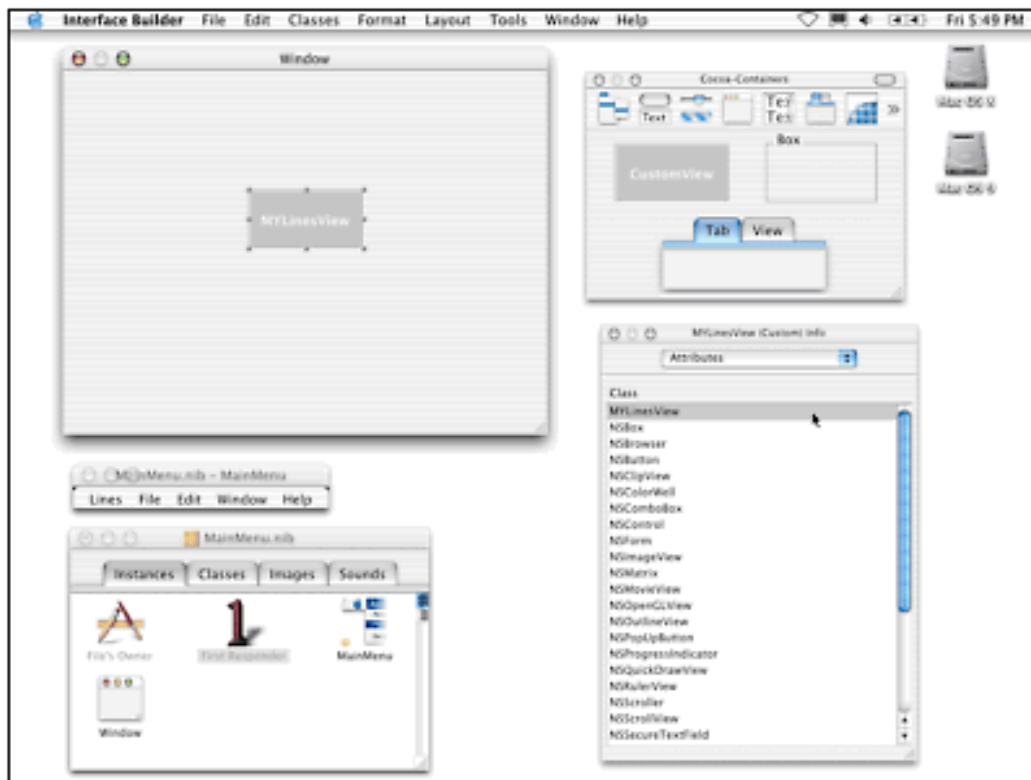 Interface Builder File Edit Classes Format Layout Tools Window Help Fri 5:49 PM
Window
MYLinesView
Cocoa-Containers
Text
CustomView
Box
Tab View
MYLinesView (Custom) Info
Attributes
Class
MYLinesView
NSBox
NSBrowser
NSButton
NSClipView
NSColorWell
NSComboBox
NSControl
NSForm
NSImageView
NSMatrix
NSMovieView
NSOpenGLView
NSOutlineView
NSPopUpButton
NSProgressIndicator
NSQuickDrawView
NSRulerView
NSScroller
NSScrollView
NSSecureTextField
MainMenu.nib - MainMenu
Lines File Edit Window Help
MainMenu.nib
Instances Classes Images Sounds
File's Owner First Responder MainMenu
Window